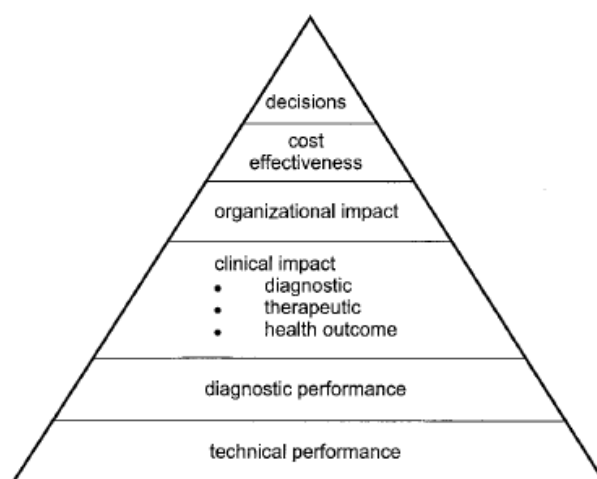 decisions
cost
effectiveness
organizational impact
clinical impact
• diagnostic
• therapeutic
• health outcome
diagnostic performance
technical performance